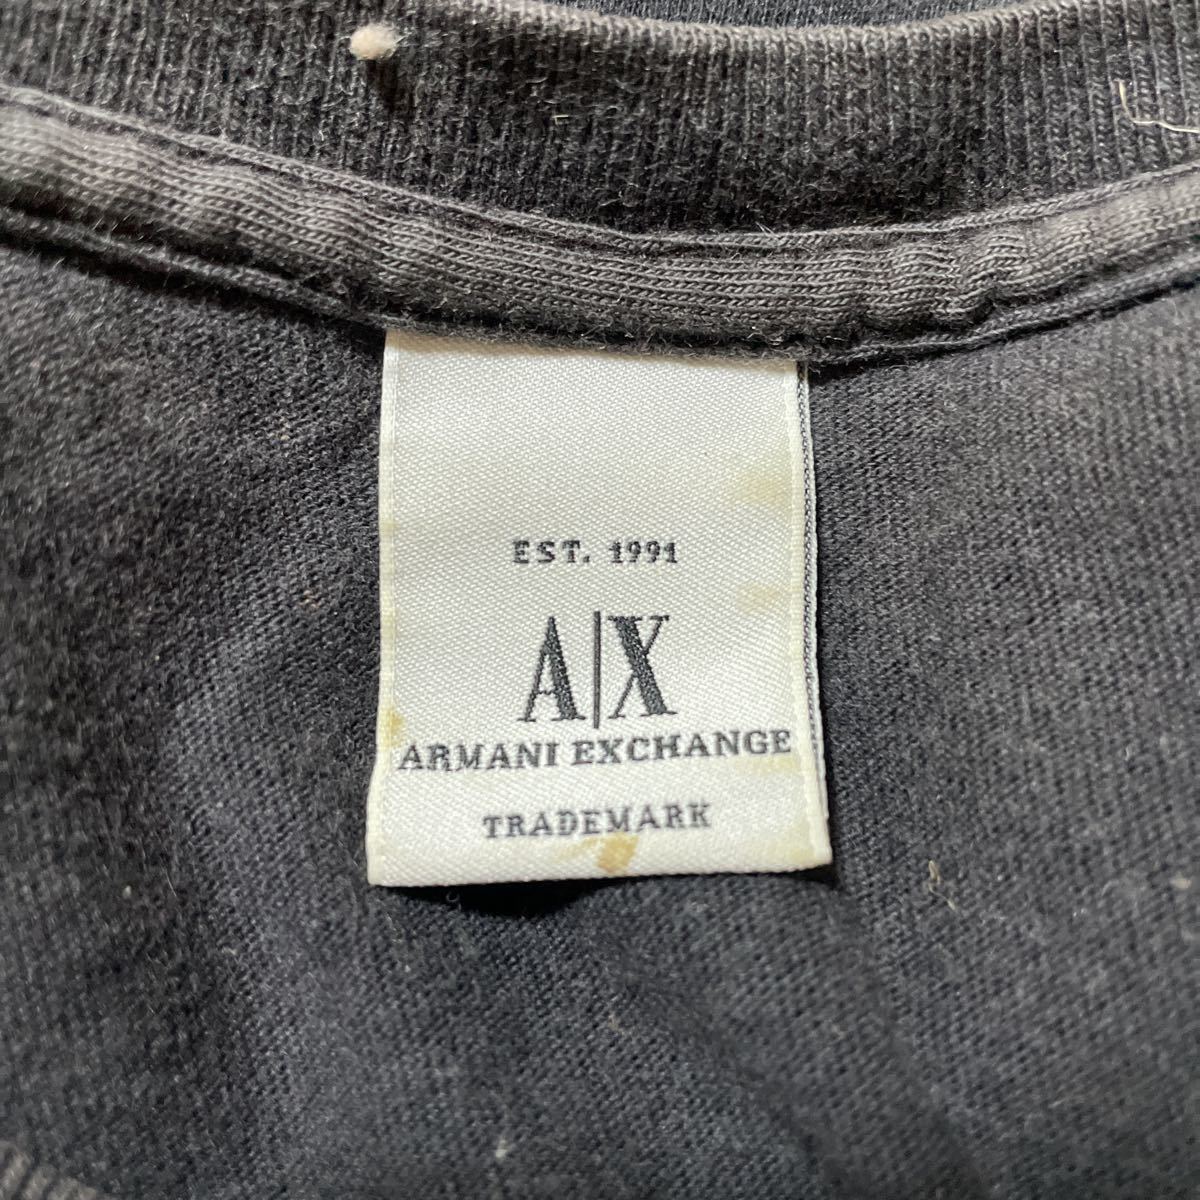 EST. 1991
A|X
ARMANI EXCHANGE
TRADEMARK